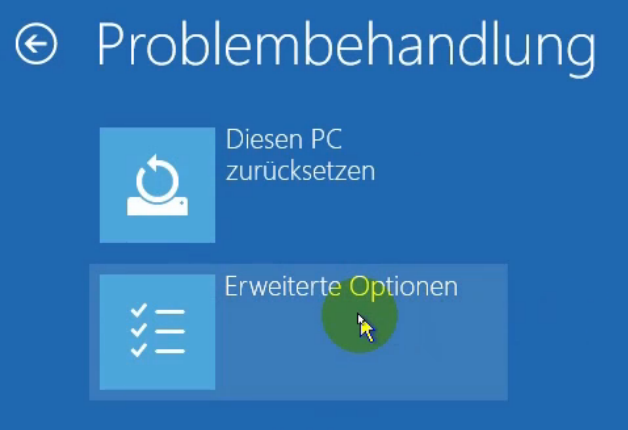 Problembehandlung
Diesen PC
zurücksetzen
Erweiterte Optionen